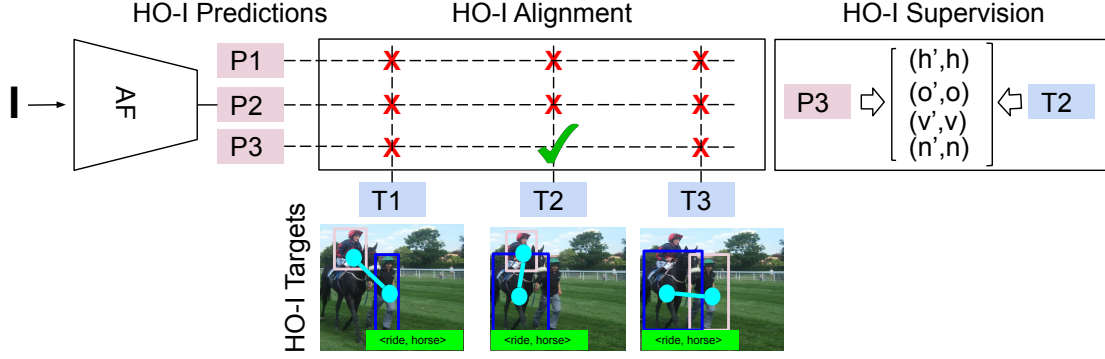 HO-I Predictions
HO-I Alignment
HO-I Supervision
I
AF
P1
P2
P3
X X X
X X X
X X
P3
(h',h)
(o',o)
(v',v)
(n',n)
T2
T1
T2
T3
HO-I Targets
<ride, horse>
<ride, horse>
<ride, horse>